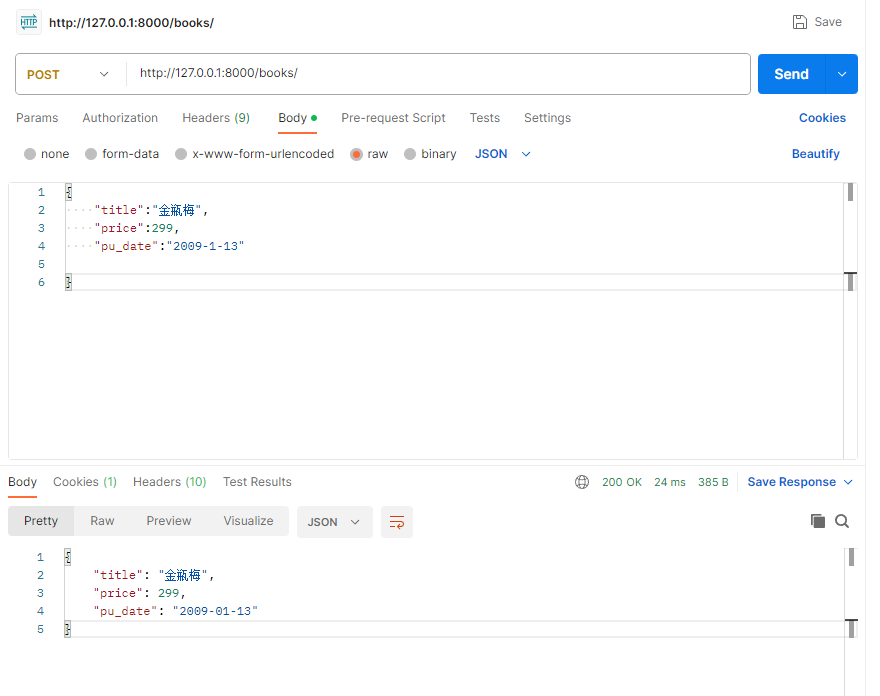 HTTP http://127.0.0.1:8000/books/ Save
POST http://127.0.0.1:8000/books/ Send
Params Authorization Headers (9) Body Pre-request Script Tests Settings Cookies
none form-data x-www-form-urlencoded raw binary JSON Beautify
1 {
2 ····"title":"金瓶梅",
3 ····"price":299,
4 ····"pu_date":"2009-1-13"
5
6 }
Body Cookies (1) Headers (10) Test Results 200 OK 24 ms 385 B Save Response
Pretty Raw Preview Visualize JSON
1 {
2 "title": "金瓶梅",
3 "price": 299,
4 "pu_date": "2009-01-13"
5 }